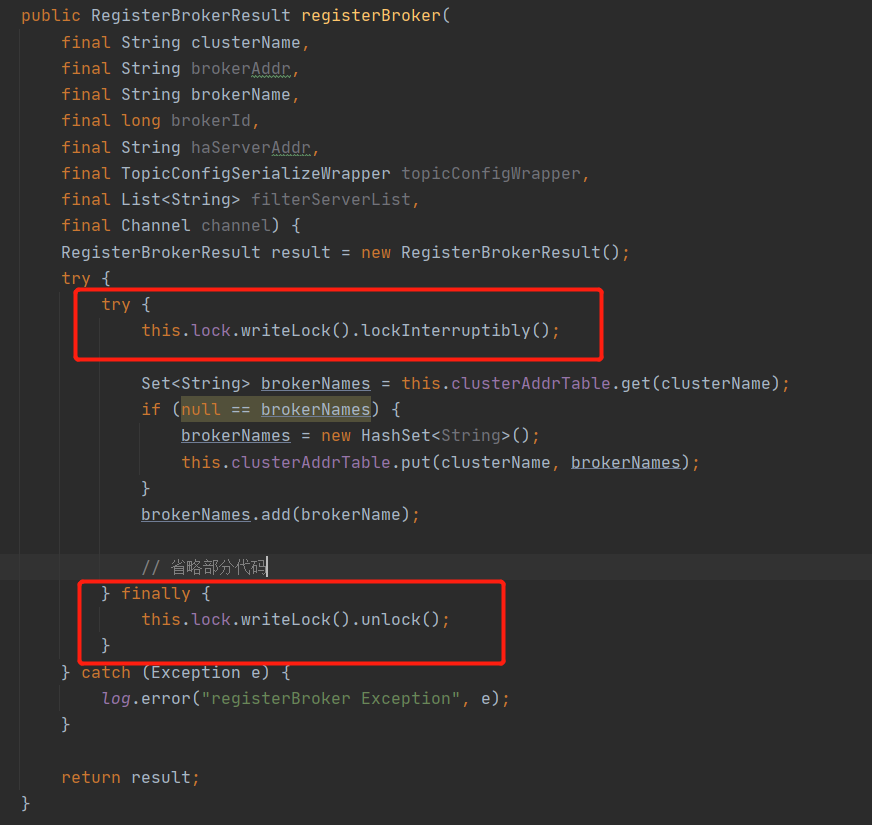 public RegisterBrokerResult registerBroker(
final String clusterName,
final String brokerAddr,
final String brokerName,
final long brokerId,
final String haServerAddr,
final TopicConfigSerializeWrapper topicConfigWrapper,
final List<String> filterServerList,
final Channel channel) {
RegisterBrokerResult result = new RegisterBrokerResult();
try {
try {
this.lock.writeLock().lockInterruptibly();
Set<String> brokerNames = this.clusterAddrTable.get(clusterName);
if (null == brokerNames) {
brokerNames = new HashSet<String>();
this.clusterAddrTable.put(clusterName, brokerNames);
}
brokerNames.add(brokerName);
// 省略部分代码
} finally {
this.lock.writeLock().unlock();
}
} catch (Exception e) {
log.error("registerBroker Exception", e);
}
return result;
}